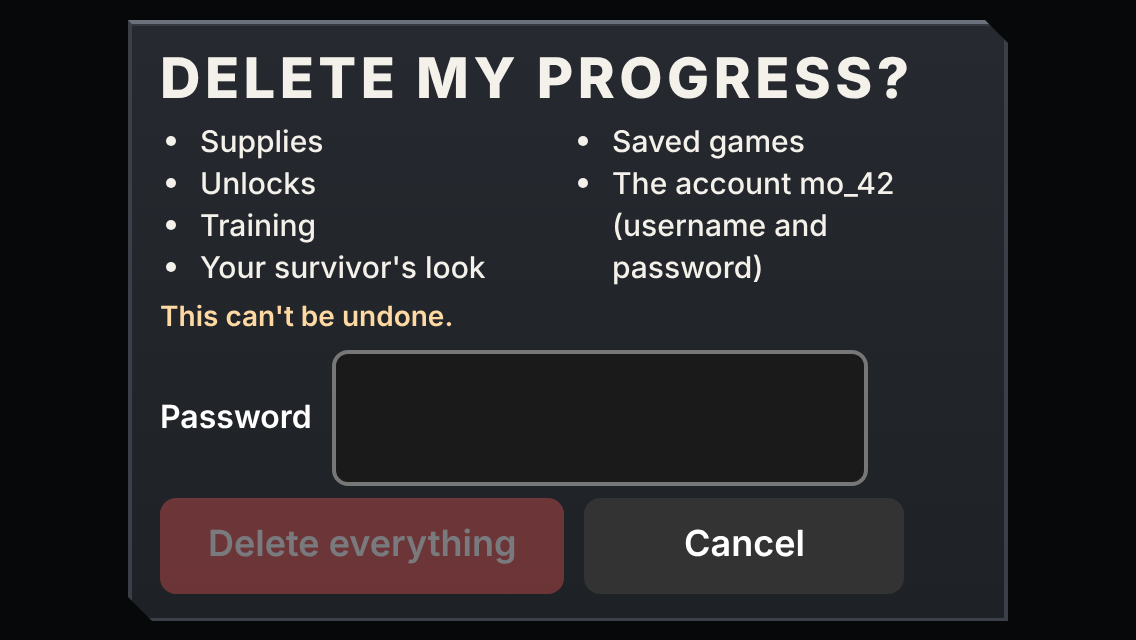 DELETE MY PROGRESS?
• Supplies
• Unlocks
• Training
• Your survivor's look
• Saved games
• The account mo_42
(username and
password)
This can't be undone.
Password
Delete everything
Cancel